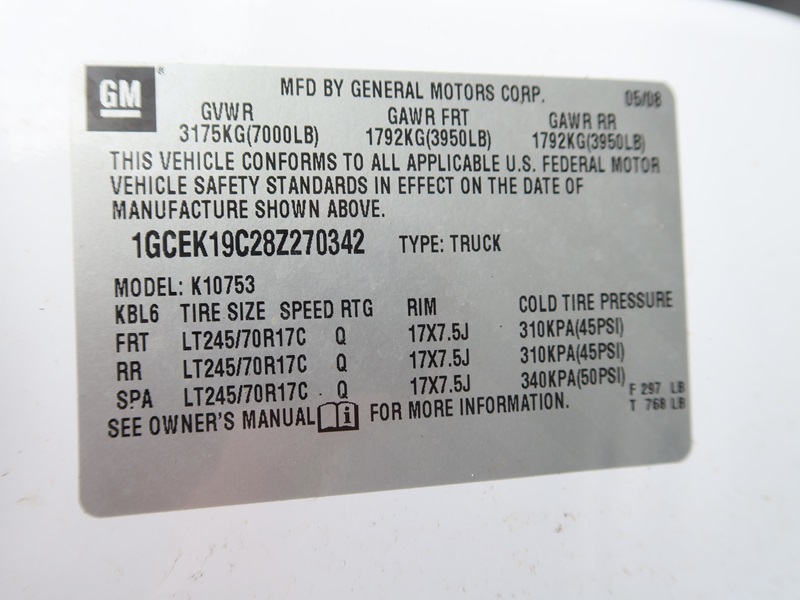 GM
MFD BY GENERAL MOTORS CORP. 05/08
GVWR GAWR FRT GAWR RR
3175KG(7000LB) 1792KG(3950LB) 1792KG(3950LB)
THIS VEHICLE CONFORMS TO ALL APPLICABLE U.S. FEDERAL MOTOR
VEHICLE SAFETY STANDARDS IN EFFECT ON THE DATE OF
MANUFACTURE SHOWN ABOVE.
1GCEK19C28Z270342 TYPE: TRUCK
MODEL: K10753
KBL6 TIRE SIZE SPEED RTG RIM COLD TIRE PRESSURE
FRT LT245/70R17C Q 17X7.5J 310KPA(45PSI)
RR LT245/70R17C Q 17X7.5J 310KPA(45PSI)
SPA LT245/70R17C Q 17X7.5J 340KPA(50PSI) F 297 LB
SEE OWNER'S MANUAL i FOR MORE INFORMATION. T 768 LB